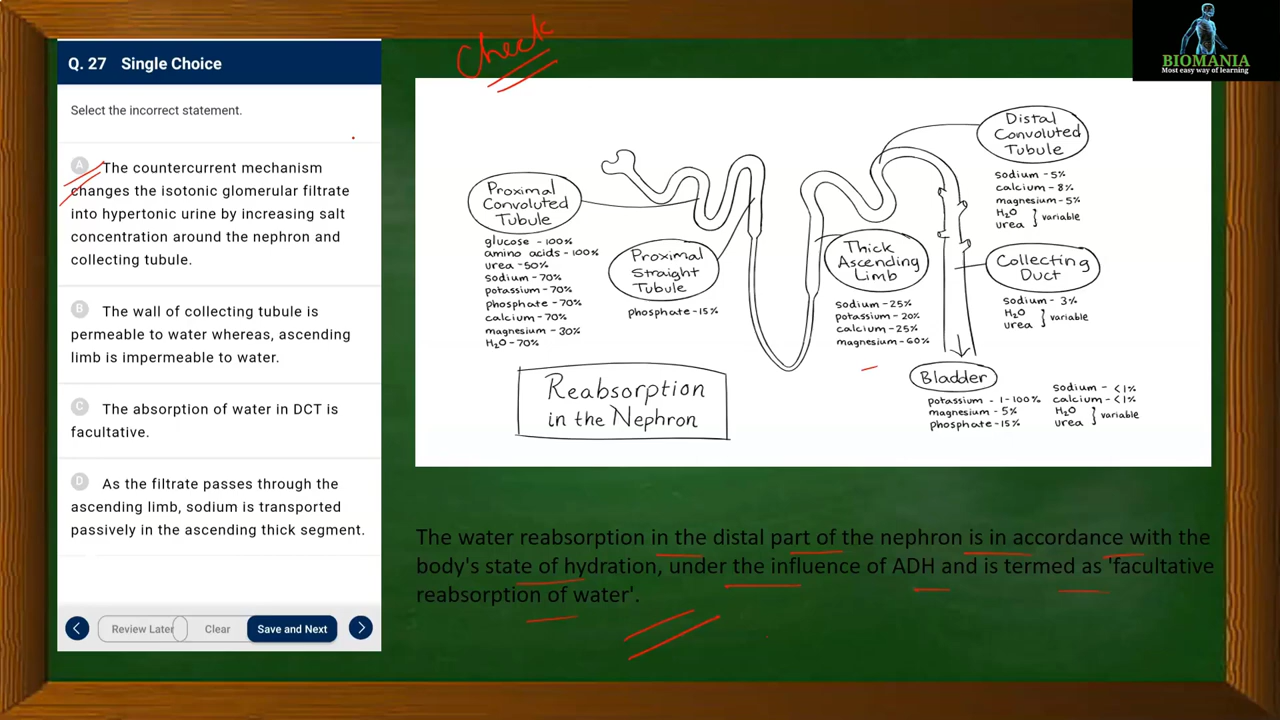 BIOMANIA
Most easy way of learning
Check
Q. 27 Single Choice
Select the incorrect statement.
A The countercurrent mechanism
changes the isotonic glomerular filtrate
into hypertonic urine by increasing salt
concentration around the nephron and
collecting tubule.
B The wall of collecting tubule is
permeable to water whereas, ascending
limb is impermeable to water.
C The absorption of water in DCT is
facultative.
D As the filtrate passes through the
ascending limb, sodium is transported
passively in the ascending thick segment.
Review Later
Clear
Save and Next
Proximal
Convoluted
Tubule
glucose - 100%
amino acids - 100%
urea - 50%
sodium - 70%
potassium - 70%
phosphate - 70%
calcium - 70%
magnesium - 30%
H₂O - 70%
Proximal
Straight
Tubule
phosphate - 15%
Thick
Ascending
Limb
sodium - 25%
potassium - 20%
calcium - 25%
magnesium - 60%
Distal
Convoluted
Tubule
sodium - 5%
calcium - 8%
magnesium - 5%
H₂O
urea } variable
Collecting
Duct
sodium - 3%
H₂O
urea } variable
Bladder
potassium - 1-100%
magnesium - 5%
phosphate - 15%
sodium - <1%
calcium - <1%
H₂O
urea } variable
Reabsorption
in the Nephron
The water reabsorption in the distal part of the nephron is in accordance with the
body's state of hydration, under the influence of ADH and is termed as 'facultative
reabsorption of water'.